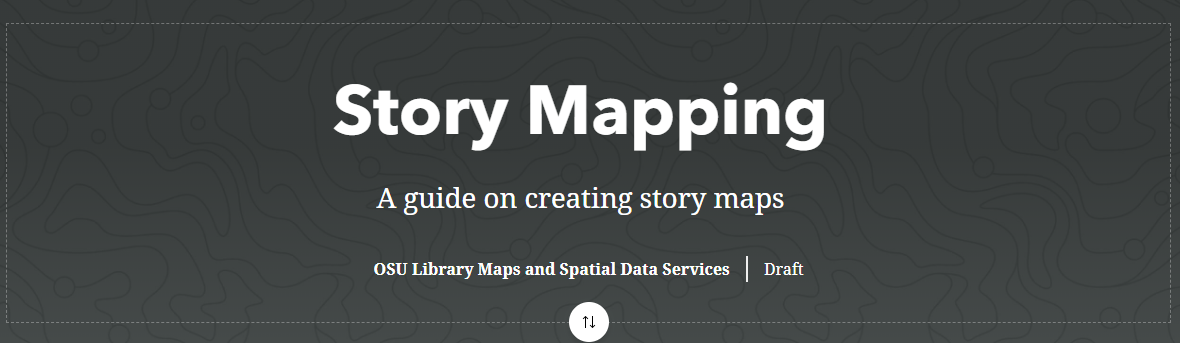 Story Mapping
A guide on creating story maps
OSU Library Maps and Spatial Data Services | Draft